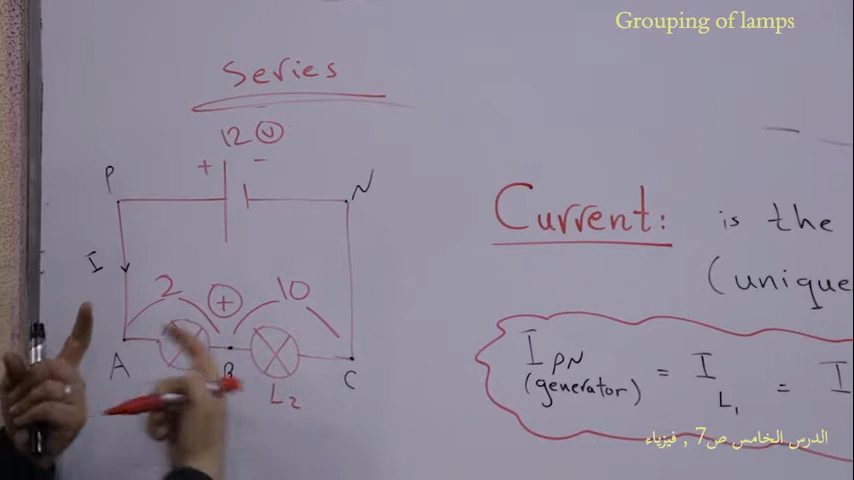 Grouping of lamps
Series
12 V
+ -
P N
I
2 + 10
A B C
L2
Current: is the
(unique
I PN = I L1 = I
(generator)
الدرس الخامس ص7 , فيزياء